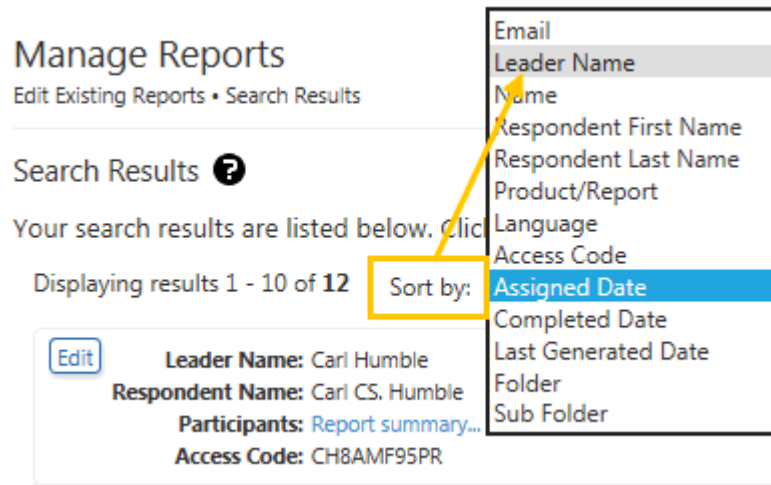 Manage Reports
Edit Existing Reports • Search Results
Search Results ?
Your search results are listed below. Clic
Displaying results 1 - 10 of 12
Sort by:
Email
Leader Name
Name
Respondent First Name
Respondent Last Name
Product/Report
Language
Access Code
Assigned Date
Completed Date
Last Generated Date
Folder
Sub Folder
Edit
Leader Name: Carl Humble
Respondent Name: Carl CS. Humble
Participants: Report summary...
Access Code: CH8AMF95PR